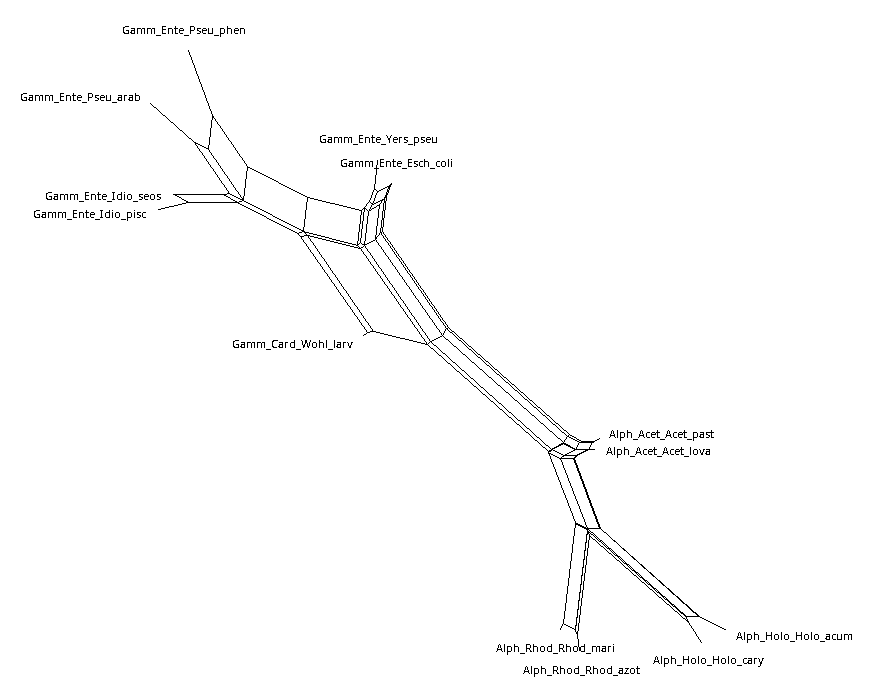 Gamm_Ente_Pseu_phen
Gamm_Ente_Pseu_arab
Gamm_Ente_Yers_pseu
Gamm_Ente_Esch_coli
Gamm_Ente_Idio_seos
Gamm_Ente_Idio_pisc
Gamm_Card_Wohl_larv
Alph_Acet_Acet_past
Alph_Acet_Acet_lova
Alph_Holo_Holo_acum
Alph_Rhod_Rhod_mari
Alph_Holo_Holo_cary
Alph_Rhod_Rhod_azot